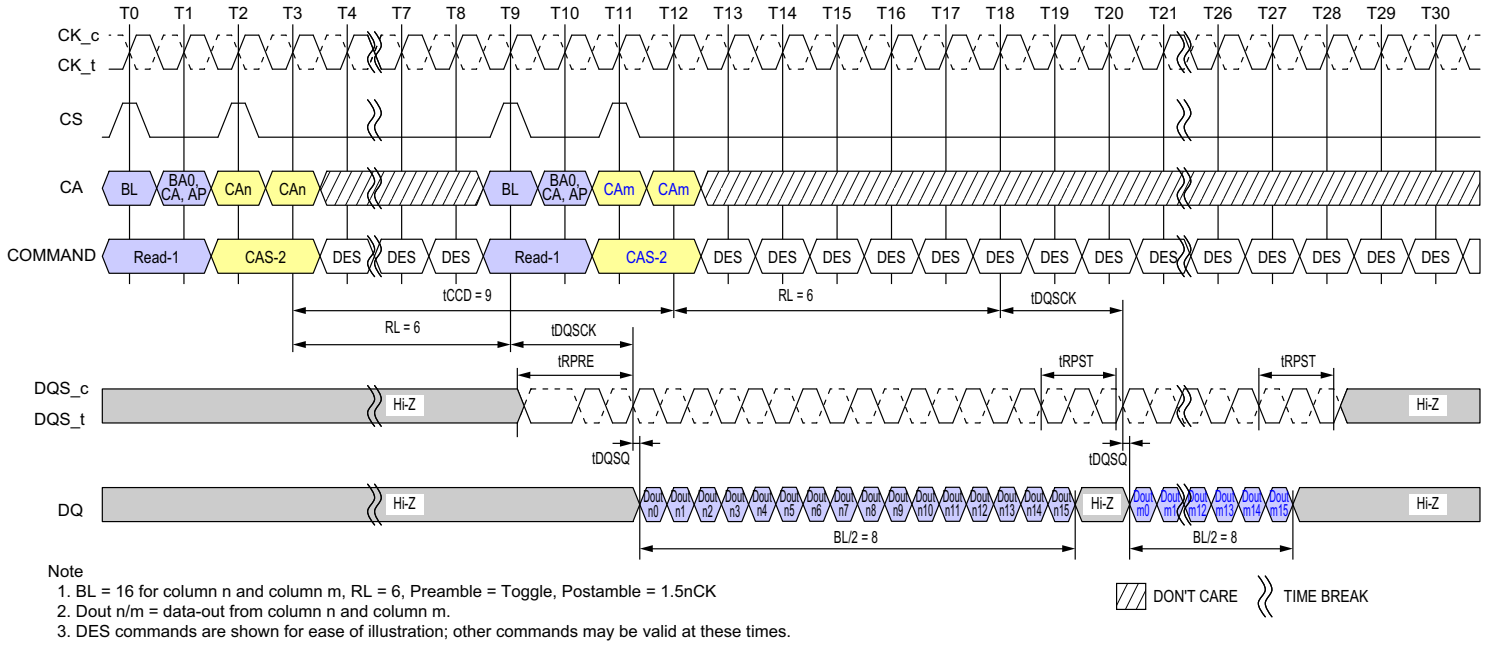 T0 T1 T2 T3 T4 T7 T8 T9 T10 T11 T12 T13 T14 T15 T16 T17 T18 T19 T20 T21 T26 T27 T28 T29 T30
CK_c
CK_t
CS
CA BL BA0, CA, AP CAn CAn BL BA0, CA, AP CAm CAm
COMMAND Read-1 CAS-2 DES DES DES Read-1 CAS-2 DES DES DES DES DES DES DES DES DES DES DES DES DES DES
tCCD = 9 RL = 6 tDQSCK
RL = 6 tDQSCK
tRPRE tRPST tRPST
DQS_c
DQS_t
Hi-Z Hi-Z
tDQSQ tDQSQ
DQ Hi-Z Dout n0 Dout n1 Dout n2 Dout n3 Dout n4 Dout n5 Dout n6 Dout n7 Dout n8 Dout n9 Dout n10 Dout n11 Dout n12 Dout n13 Dout n14 Dout n15 Hi-Z Dout m0 Dout m1 Dout m12 Dout m13 Dout m14 Dout m15 Hi-Z
BL/2 = 8 BL/2 = 8
Note
1. BL = 16 for column n and column m, RL = 6, Preamble = Toggle, Postamble = 1.5nCK
2. Dout n/m = data-out from column n and column m.
3. DES commands are shown for ease of illustration; other commands may be valid at these times.
DON'T CARE TIME BREAK